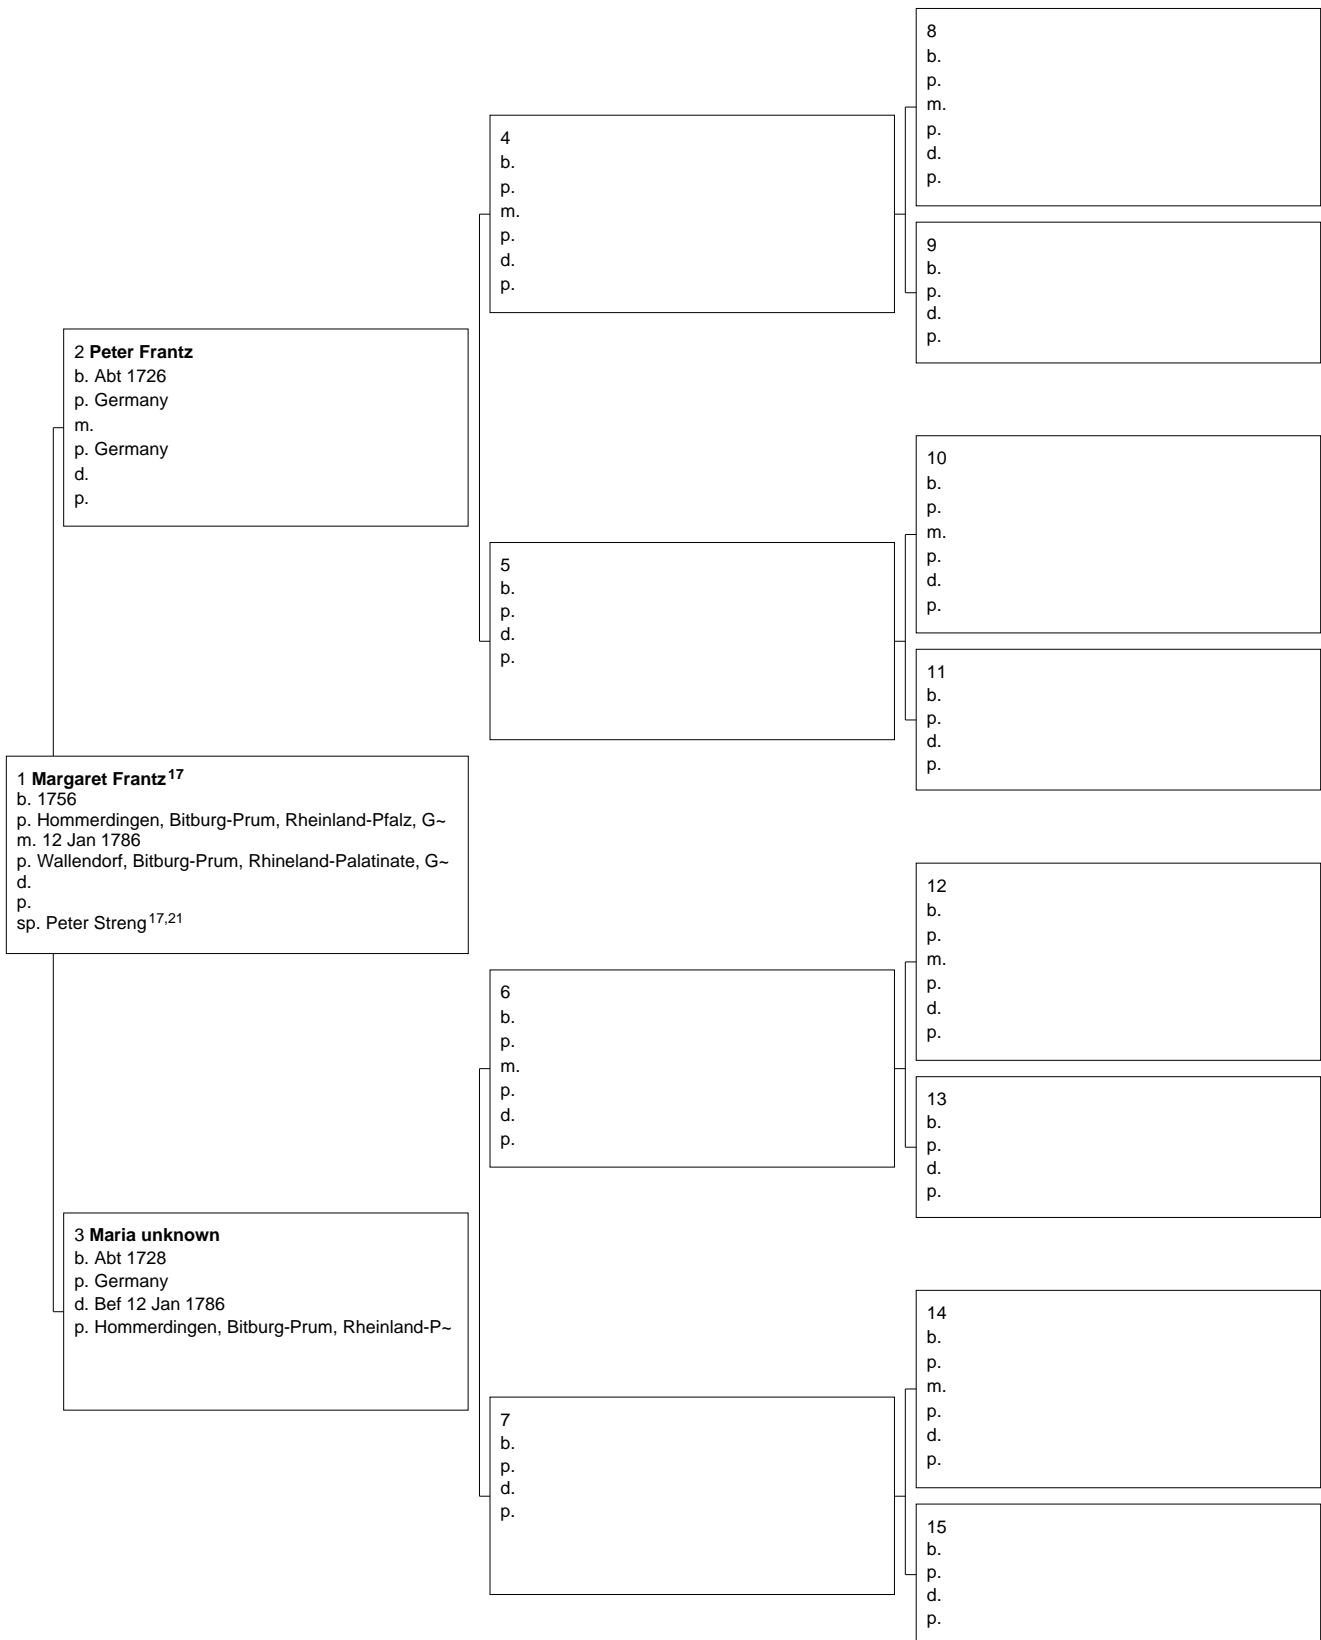 8
b.
p.
m.
p.
d.
p.
4
b.
p.
m.
p.
d.
p.
9
b.
p.
d.
p.
2 Peter Frantz
b. Abt 1726
p. Germany
m.
p. Germany
d.
p.
10
b.
p.
m.
p.
d.
p.
5
b.
p.
d.
p.
11
b.
p.
d.
p.
1 Margaret Frantz17
b. 1756
p. Hommerdingen, Bitburg-Prum, Rheinland-Pfalz, G~
m. 12 Jan 1786
p. Wallendorf, Bitburg-Prum, Rhineland-Palatinate, G~
d.
p.
sp. Peter Streng17,21
12
b.
p.
m.
p.
d.
p.
6
b.
p.
m.
p.
d.
p.
13
b.
p.
d.
p.
3 Maria unknown
b. Abt 1728
p. Germany
d. Bef 12 Jan 1786
p. Hommerdingen, Bitburg-Prum, Rheinland-P~
14
b.
p.
m.
p.
d.
p.
7
b.
p.
d.
p.
15
b.
p.
d.
p.